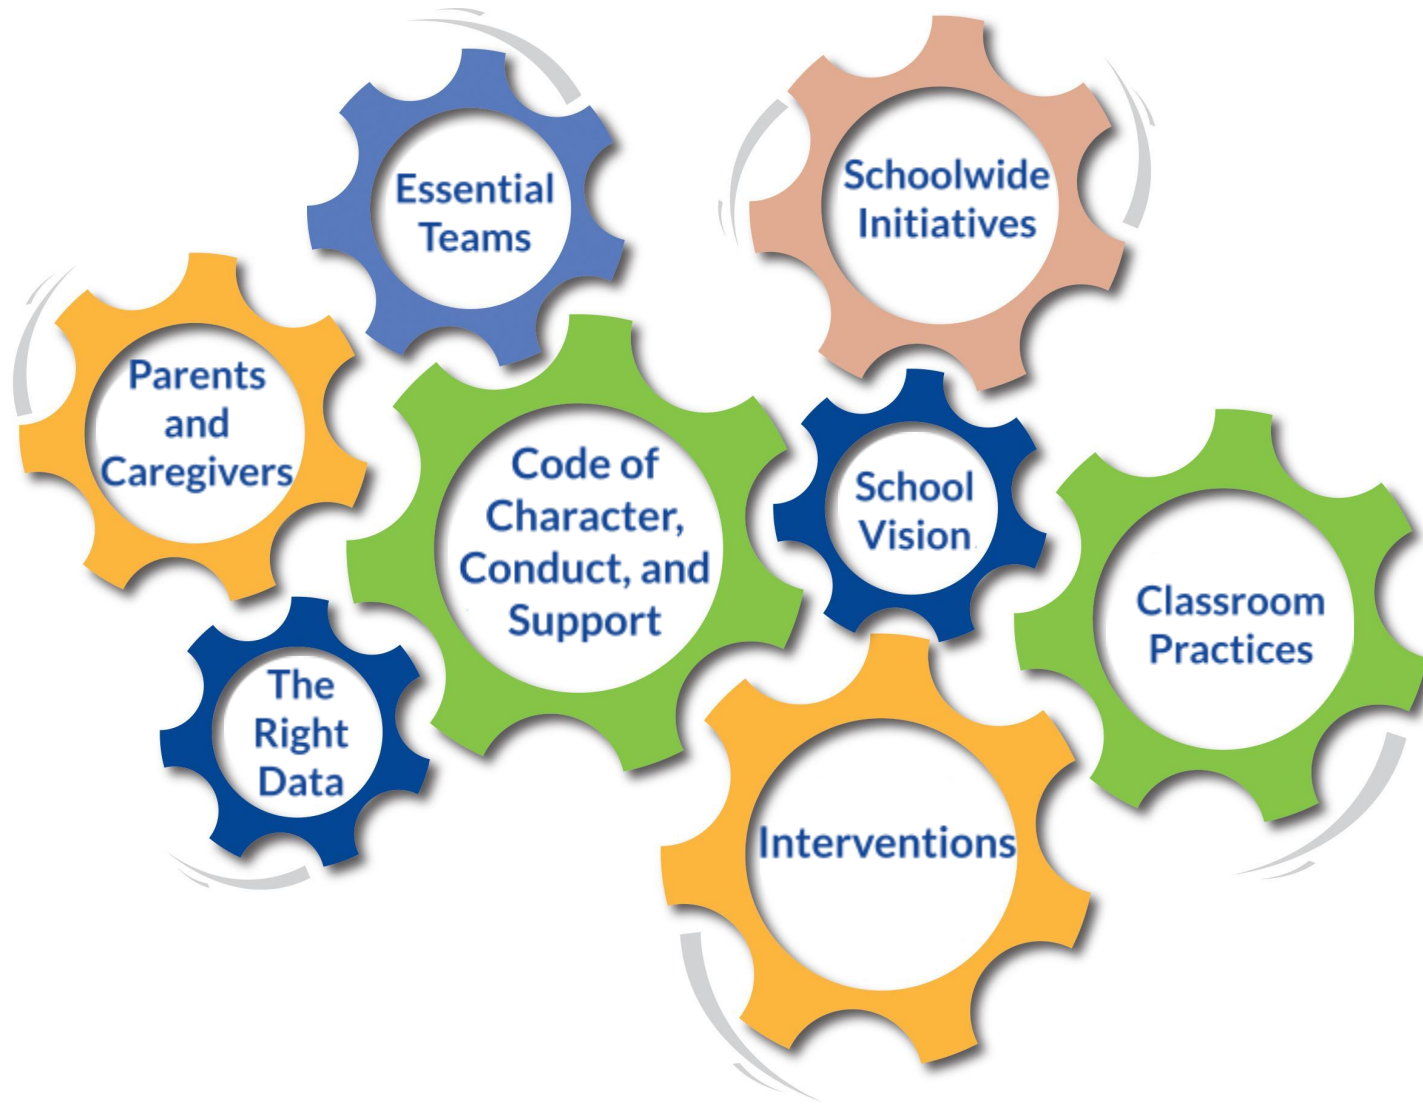 Essential
Teams
Schoolwide
Initiatives
Parents
and
Caregivers
Code of
Character,
Conduct, and
Support
School
Vision
Classroom
Practices
The
Right
Data
Interventions